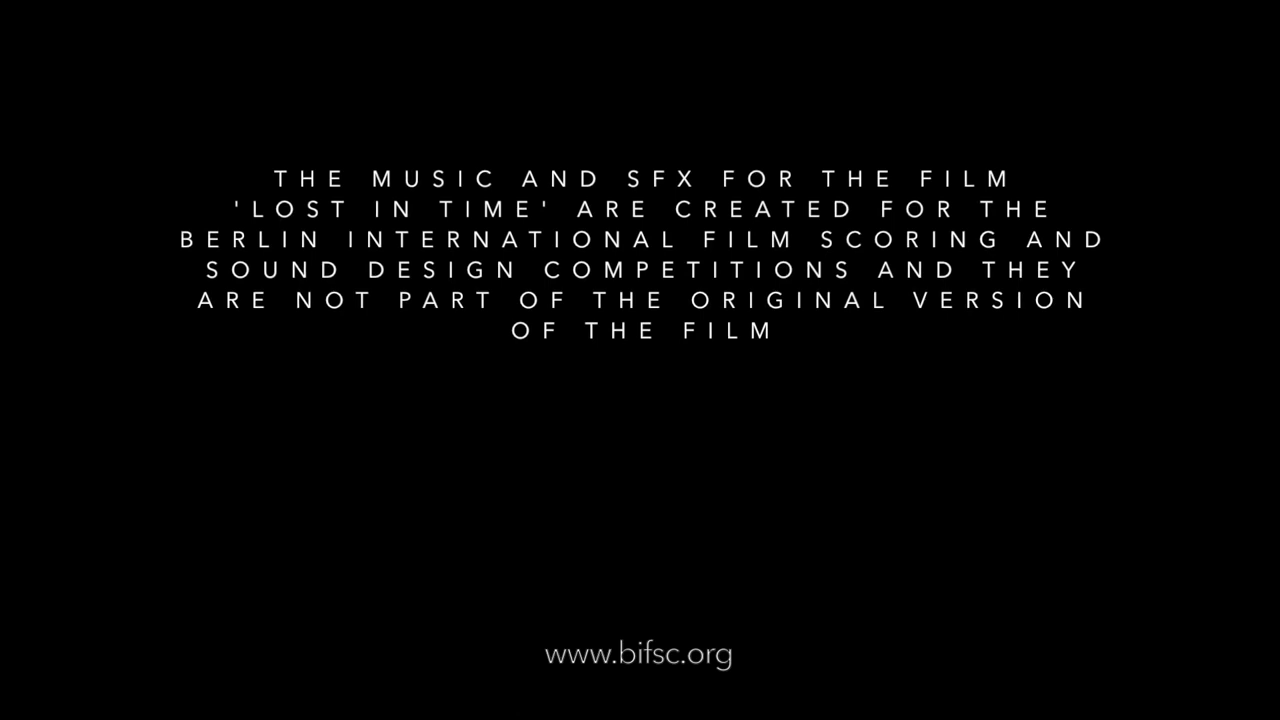 THE MUSIC AND SFX FOR THE FILM
'LOST IN TIME' ARE CREATED FOR THE
BERLIN INTERNATIONAL FILM SCORING AND
SOUND DESIGN COMPETITIONS AND THEY
ARE NOT PART OF THE ORIGINAL VERSION
OF THE FILM
www.bifsc.org